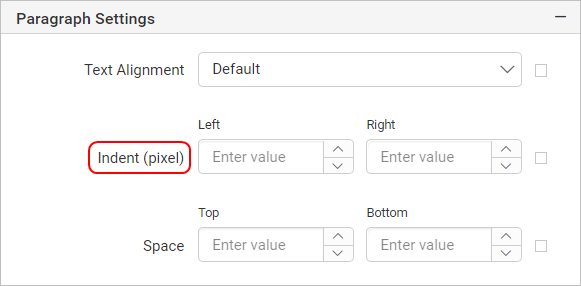 Paragraph Settings
Text Alignment Default
Left Right
Indent (pixel) Enter value Enter value
Top Bottom
Space Enter value Enter value